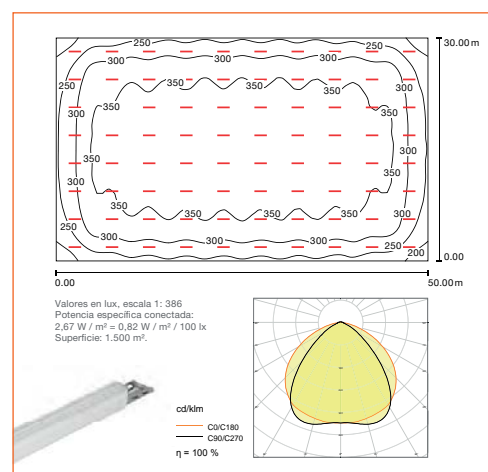 250 250 250 30.00 m
300 300 300
250 250
350 350 350 350
300 300
350 350
300 300
350 350 350 350
300 300 300
250 250
200
0.00
0.00 50.00 m
Valores en lux, escala 1: 386
Potencia específica conectada:
2,67 W / m² = 0,82 W / m² / 100 lx
Superficie: 1.500 m².
cd/klm
C0/C180
C90/C270
η = 100 %